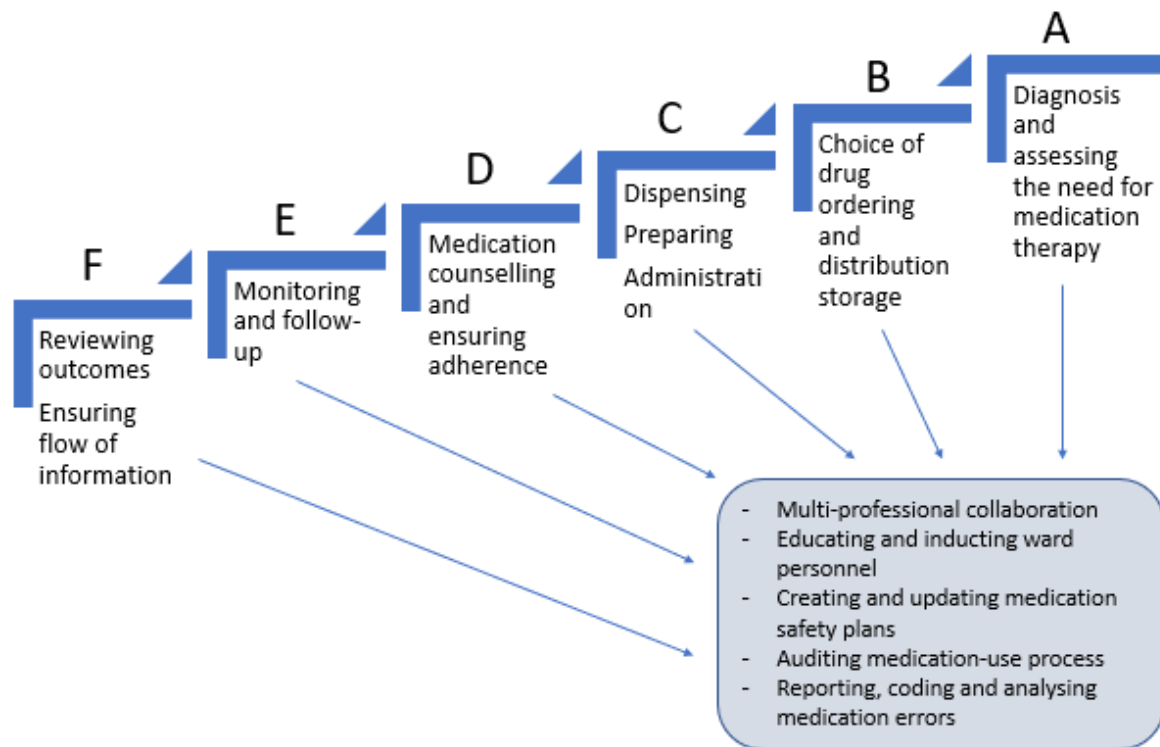 A
Diagnosis
and
assessing
the need for
medication
therapy
B
Choice of
drug
ordering
and
distribution
storage
C
Dispensing
Preparing
Administrati
on
D
Medication
counselling
and
ensuring
adherence
E
Monitoring
and follow-
up
F
Reviewing
outcomes
Ensuring
flow of
information
- Multi-professional collaboration
- Educating and inducting ward
personnel
- Creating and updating medication
safety plans
- Auditing medication-use process
- Reporting, coding and analysing
medication errors